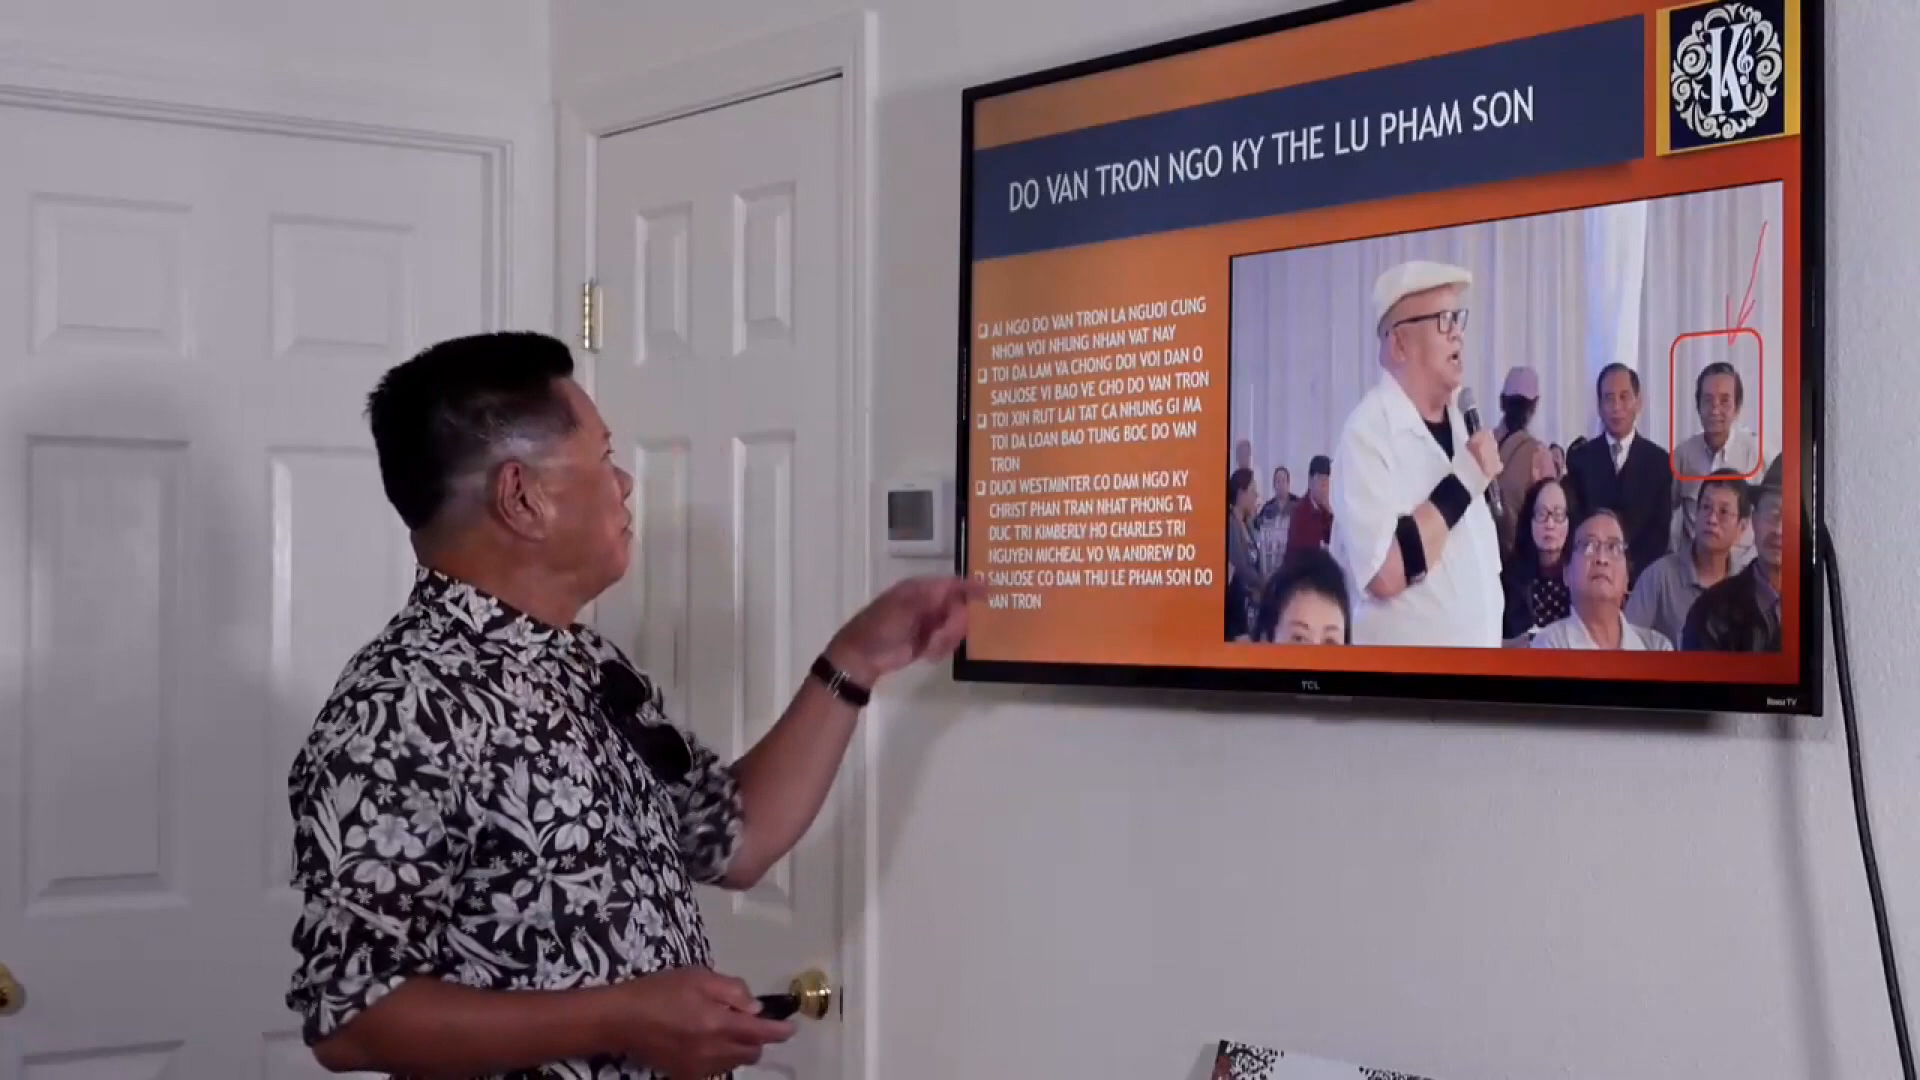 K
DO VAN TRON NGO KY THE LU PHAM SON
AI NGO DO VAN TRON LA NGUOI CUNG
NHOM VOI NHUNG NHAN VAT NAY
TOI DA LAM VA CHONG DOI VOI DAN O
SANJOSE VI BAO VE CHO DO VAN TRON
TOI XIN RUT LAI TAT CA NHUNG GI MA
TOI DA LOAN BAO TUNG BOC DO VAN
TRON
DUOI WESTMINTER CO DAM NGO KY
CHRIST PHAN TRAN NHAT PHONG TA
DUC TRI KIMBERLY HO CHARLES TRI
NGUYEN MICHEAL VO VA ANDREW DO
SANJOSE CO DAM THU LE PHAM SON DO
VAN TRON
TCL
Roku TV